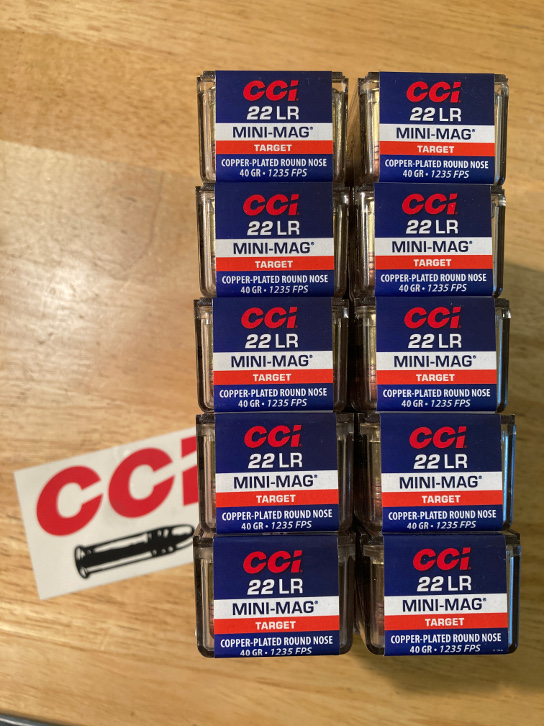 CCi
22 LR
MINI-MAG®
TARGET
COPPER-PLATED ROUND NOSE
40 GR • 1235 FPS
CCi
22 LR
MINI-MAG®
TARGET
COPPER-PLATED ROUND NOSE
40 GR • 1235 FPS
CCi
22 LR
MINI-MAG®
TARGET
COPPER-PLATED ROUND NOSE
40 GR • 1235 FPS
CCi
22 LR
MINI-MAG®
TARGET
COPPER-PLATED ROUND NOSE
40 GR • 1235 FPS
CCi
22 LR
MINI-MAG®
TARGET
COPPER-PLATED ROUND NOSE
40 GR • 1235 FPS
CCi
22 LR
MINI-MAG®
TARGET
COPPER-PLATED ROUND NOSE
40 GR • 1235 FPS
CCi
22 LR
MINI-MAG®
TARGET
COPPER-PLATED ROUND NOSE
40 GR • 1235 FPS
CCi
22 LR
MINI-MAG®
TARGET
COPPER-PLATED ROUND NOSE
40 GR • 1235 FPS
CCi
CCi
22 LR
MINI-MAG®
TARGET
COPPER-PLATED ROUND NOSE
40 GR • 1235 FPS
CCi
22 LR
MINI-MAG®
TARGET
COPPER-PLATED ROUND NOSE
40 GR • 1235 FPS